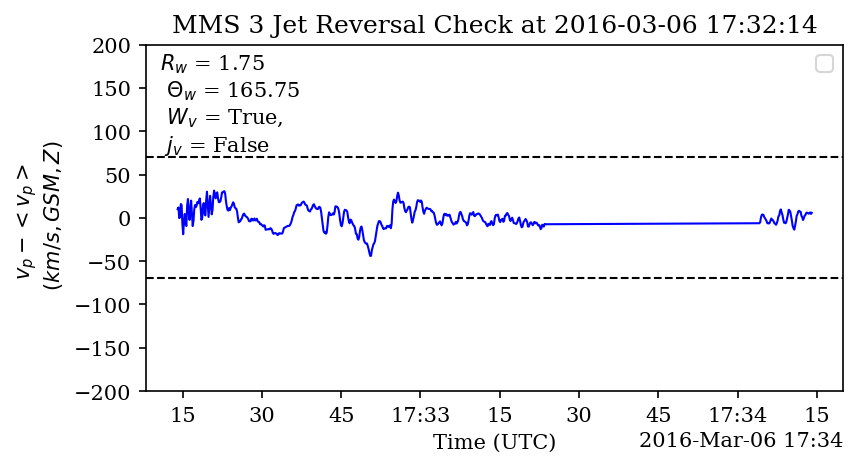 MMS 3 Jet Reversal Check at 2016-03-06 17:32:14
R_w = 1.75
Θ_w = 165.75
W_v = True,
j_v = False
v_p − <v_p>
(km/s, GSM, Z)
200
150
100
50
0
−50
−100
−150
−200
15 30 45 17:33 15 30 45 17:34 15
Time (UTC)
2016-Mar-06 17:34